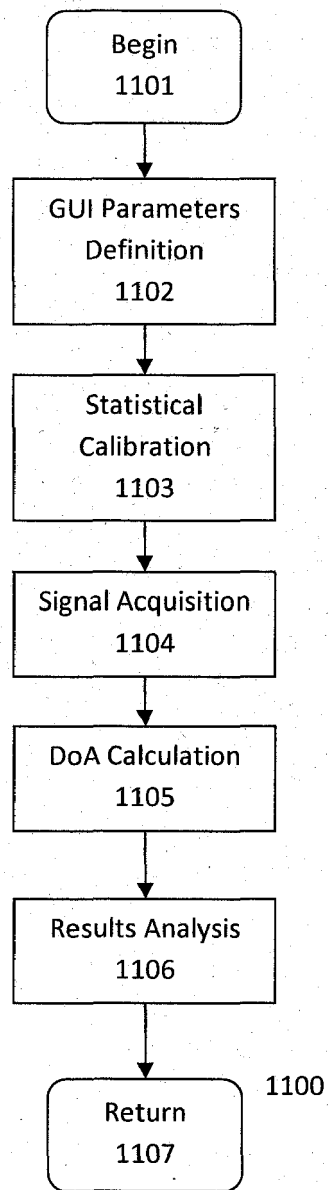 Begin
1101
GUI Parameters
Definition
1102
Statistical
Calibration
1103
Signal Acquisition
1104
DoA Calculation
1105
Results Analysis
1106
1100
Return
1107